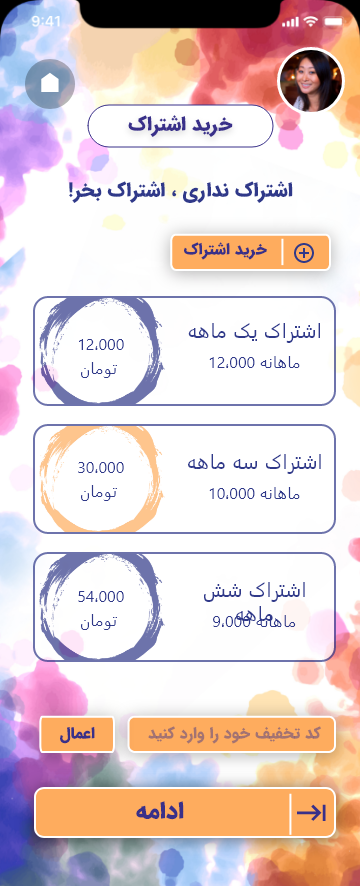 9:41
خرید اشتراک
اشتراک نداری ، اشتراک بخر!
خرید اشتراک
اشتراک یک ماهه
ماهانه 12،000
12،000
تومان
اشتراک سه ماهه
ماهانه 10،000
30،000
تومان
اشتراک شش
ماهه
ماهانه 9،000
54،000
تومان
کد تخفیف خود را وارد کنید
اعمال
ادامه